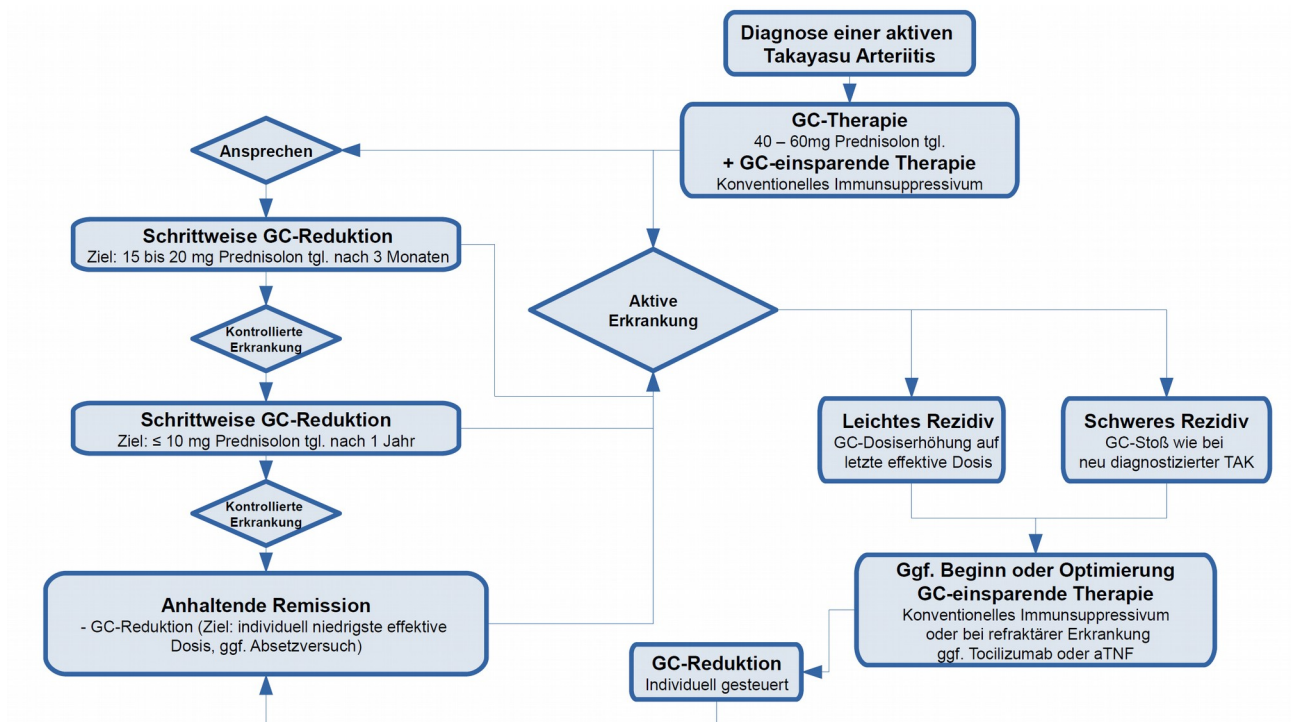 Diagnose einer aktiven
Takayasu Arteriitis
GC-Therapie
40 – 60mg Prednisolon tgl.
+ GC-einsparende Therapie
Konventionelles Immunsuppressivum
Ansprechen
Schrittweise GC-Reduktion
Ziel: 15 bis 20 mg Prednisolon tgl. nach 3 Monaten
Kontrollierte
Erkrankung
Schrittweise GC-Reduktion
Ziel: ≤ 10 mg Prednisolon tgl. nach 1 Jahr
Kontrollierte
Erkrankung
Anhaltende Remission
- GC-Reduktion (Ziel: individuell niedrigste effektive
Dosis, ggf. Absetzversuch)
Aktive
Erkrankung
Leichtes Rezidiv
GC-Dosiserhöhung auf
letzte effektive Dosis
Schweres Rezidiv
GC-Stoß wie bei
neu diagnostizierter TAK
Ggf. Beginn oder Optimierung
GC-einsparende Therapie
Konventionelles Immunsuppressivum
oder bei refraktärer Erkrankung
ggf. Tocilizumab oder aTNF
GC-Reduktion
Individuell gesteuert